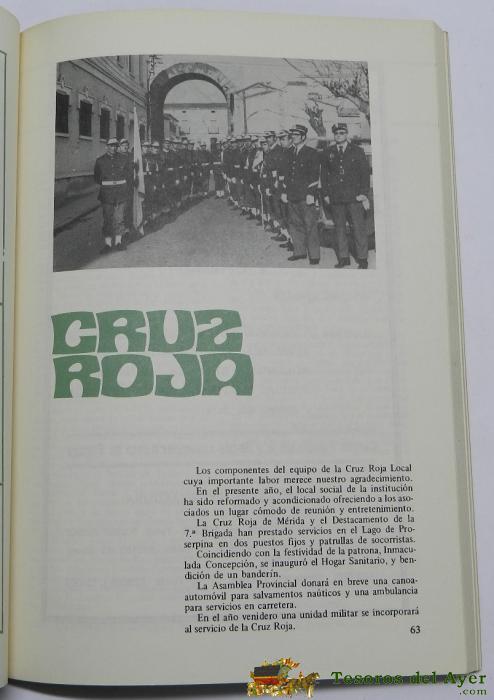 CRUZ
ROJA
Los componentes del equipo de la Cruz Roja Local
cuya importante labor merece nuestro agradecimiento.
En el presente año, el local social de la institución
ha sido reformado y acondicionado ofreciendo a los aso-
ciados un lugar cómodo de reunión y entretenimiento.
La Cruz Roja de Mérida y el Destacamento de la
7.ª Brigada han prestado servicios en el Lago de Pro-
serpina en dos puestos fijos y patrullas de socorristas.
Coincidiendo con la festividad de la patrona, Inmacu-
lada Concepción, se inauguró el Hogar Sanitario, y ben-
dición de un banderín.
La Asamblea Provincial donará en breve una canoa-
automóvil para salvamentos naúticos y una ambulancia
para servicios en carretera.
En el año venidero una unidad militar se incorporará
al servicio de la Cruz Roja.
63
Tesoros del Ayer
.com